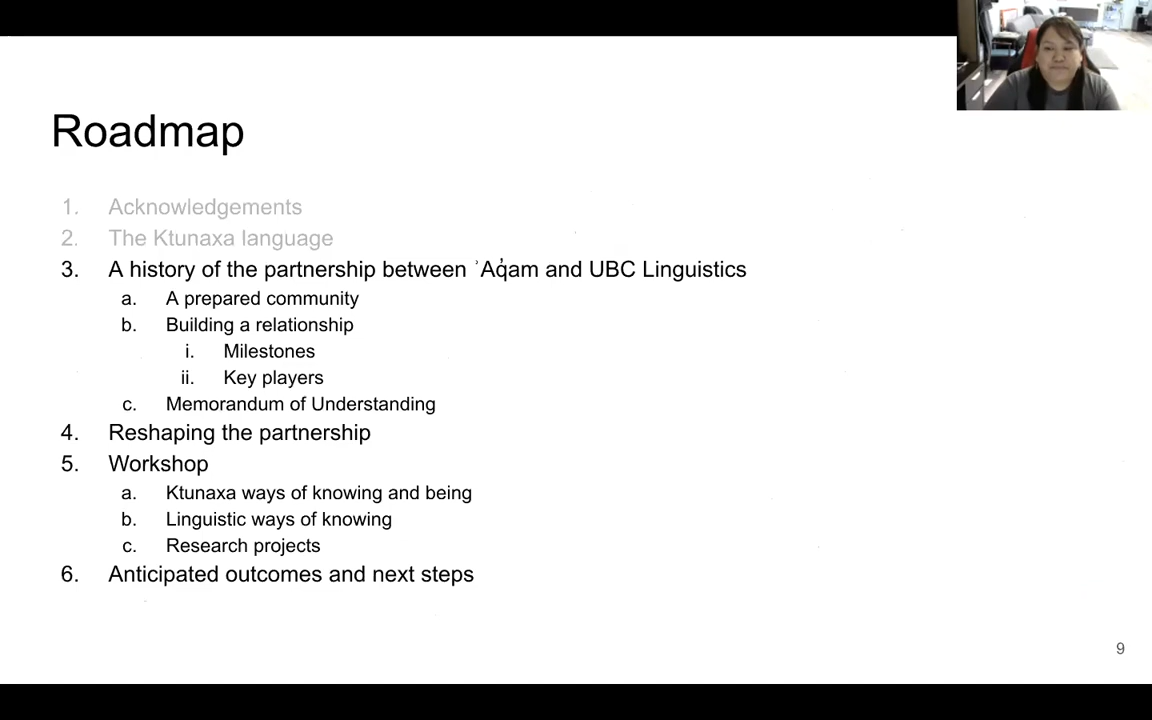 Roadmap
1. Acknowledgements
2. The Ktunaxa language
3. A history of the partnership between ʾAq̓am and UBC Linguistics
a. A prepared community
b. Building a relationship
i. Milestones
ii. Key players
c. Memorandum of Understanding
4. Reshaping the partnership
5. Workshop
a. Ktunaxa ways of knowing and being
b. Linguistic ways of knowing
c. Research projects
6. Anticipated outcomes and next steps
9